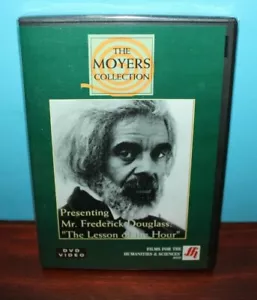 THE
MOYERS
COLLECTION
Presenting
Mr. Frederick Douglass:
"The Lesson of the Hour"
DVD
VIDEO
FILMS FOR THE
HUMANITIES & SCIENCES